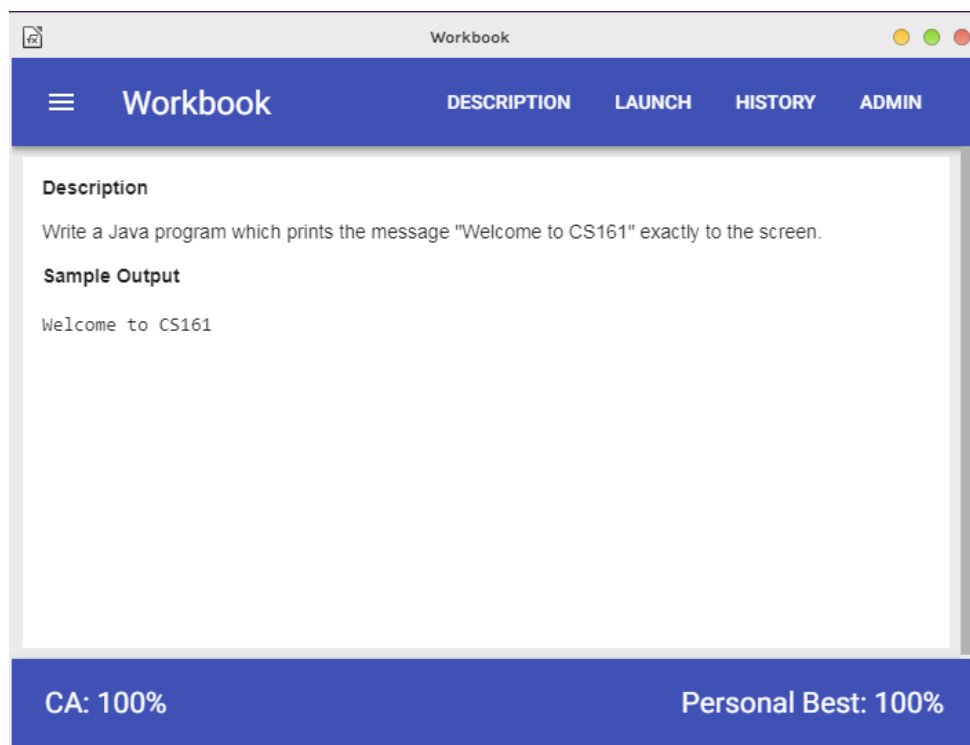 Workbook
Workbook DESCRIPTION LAUNCH HISTORY ADMIN
Description
Write a Java program which prints the message "Welcome to CS161" exactly to the screen.
Sample Output
Welcome to CS161
CA: 100% Personal Best: 100%